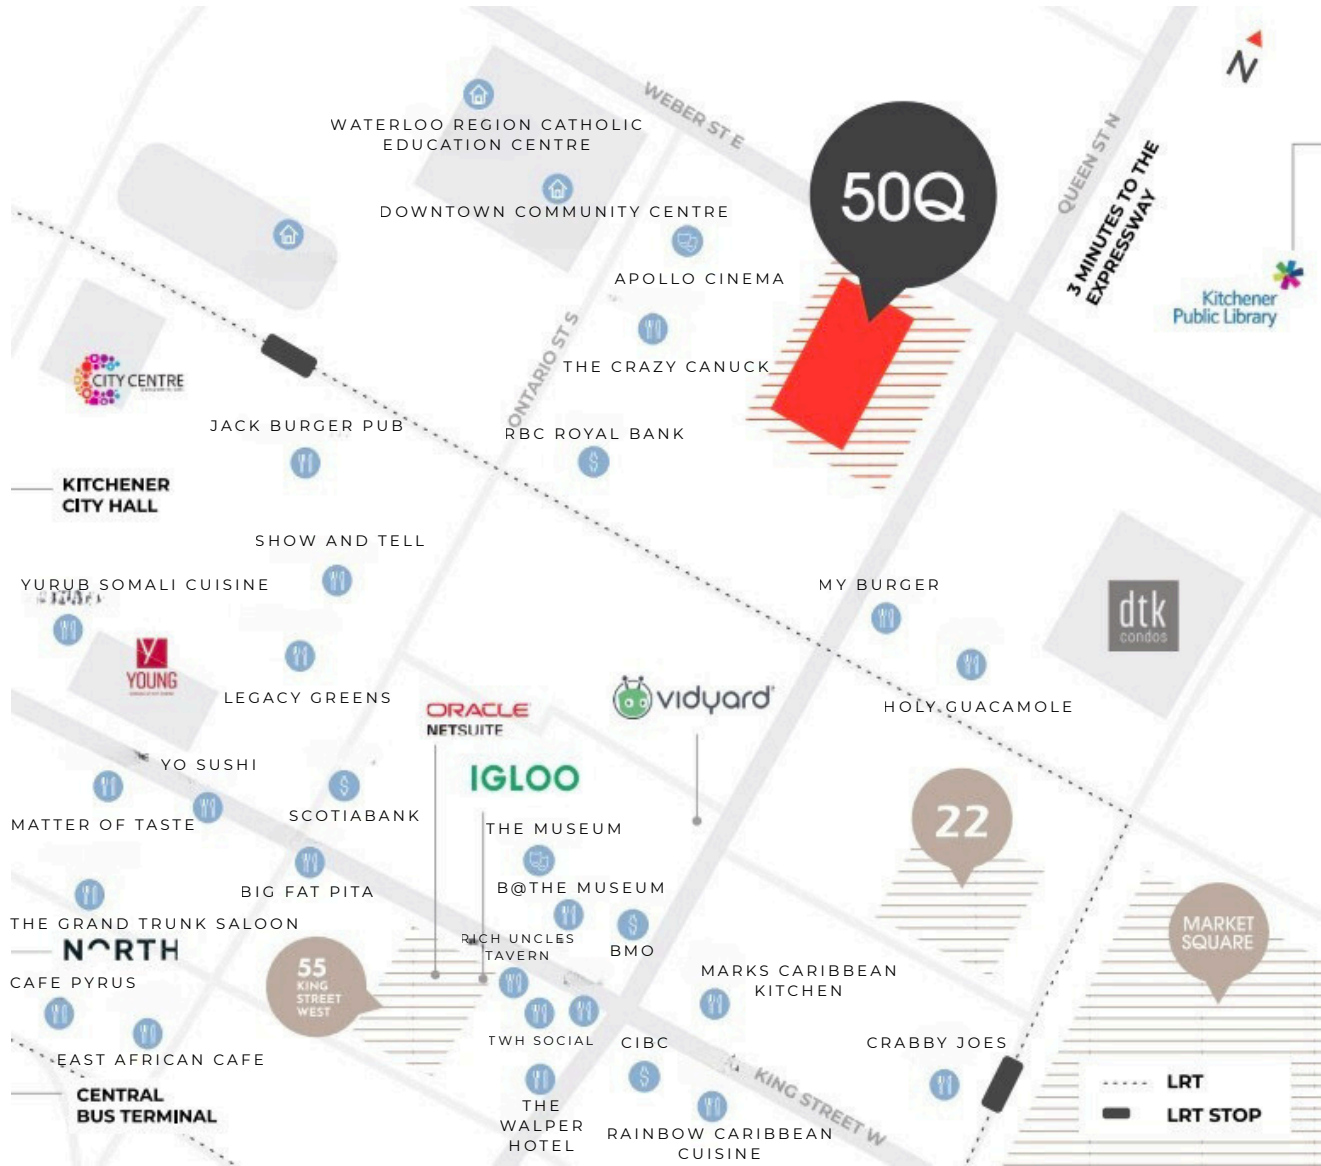 N
WEBER ST E
QUEEN ST N
3 MINUTES TO THE
EXPRESSWAY
WATERLOO REGION CATHOLIC
EDUCATION CENTRE
50Q
DOWNTOWN COMMUNITY CENTRE
APOLLO CINEMA
Kitchener
Public Library
ONTARIO ST S
THE CRAZY CANUCK
CITY CENTRE
JACK BURGER PUB
RBC ROYAL BANK
KITCHENER
CITY HALL
SHOW AND TELL
YURUB SOMALI CUISINE
MY BURGER
dtk
condos
Y
YOUNG
LEGACY GREENS
ORACLE
NETSUITE
vidyard
HOLY GUACAMOLE
YO SUSHI
IGLOO
MATTER OF TASTE
SCOTIABANK
THE MUSEUM
22
BIG FAT PITA
B@THE MUSEUM
THE GRAND TRUNK SALOON
NORTH
RICH UNCLES
TAVERN
BMO
MARKET
SQUARE
55
KING
STREET
WEST
CAFE PYRUS
MARKS CARIBBEAN
KITCHEN
TWH SOCIAL
CIBC
CRABBY JOES
EAST AFRICAN CAFE
CENTRAL
BUS TERMINAL
KING STREET W
THE
WALPER
HOTEL
RAINBOW CARIBBEAN
CUISINE
LRT
LRT STOP